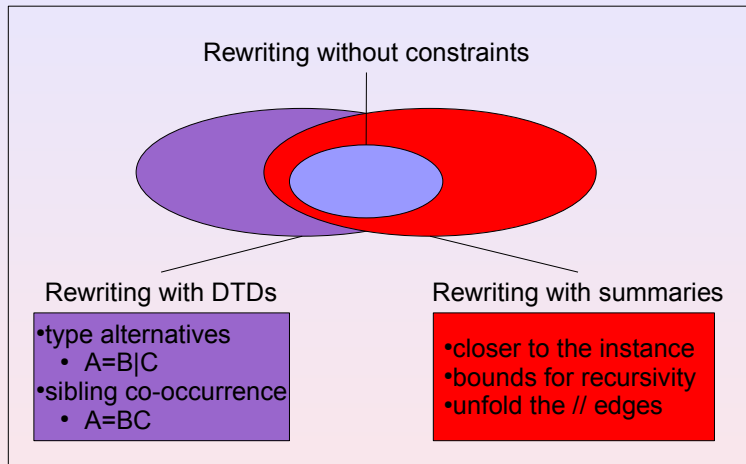 Rewriting without constraints
Rewriting with DTDs
•type alternatives
• A=B|C
•sibling co-occurrence
• A=BC
Rewriting with summaries
•closer to the instance
•bounds for recursivity
•unfold the // edges